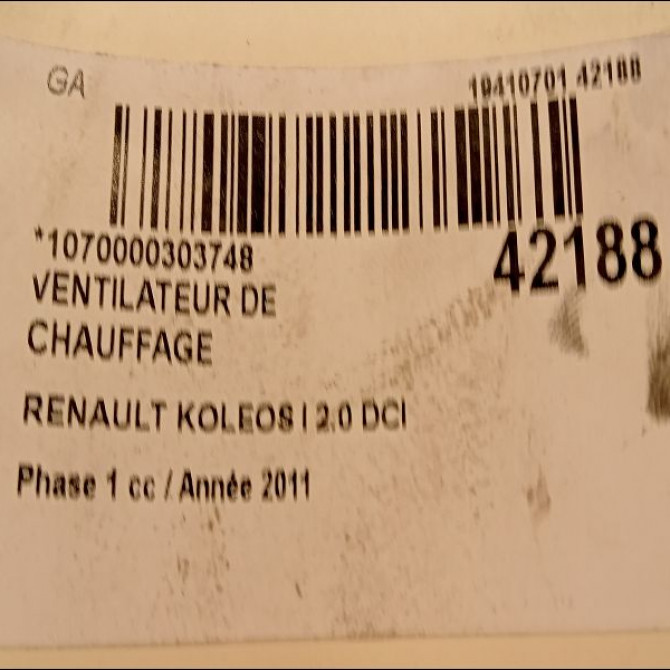 GA
19410701 42188
*1070000303748
42188
VENTILATEUR DE
CHAUFFAGE
RENAULT KOLEOS I 2.0 DCI
Phase 1 cc / Année 2011